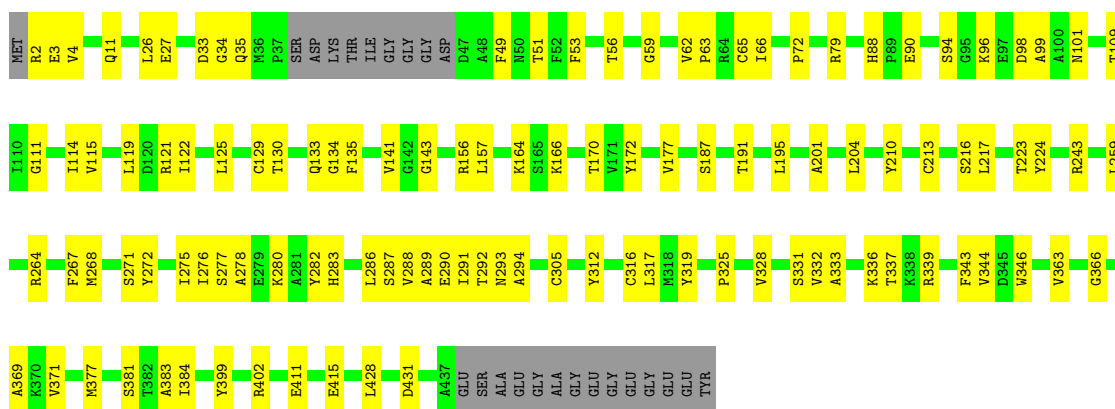 MET R2 E3 V4 Q11 L26 E27 D33 G34 Q35 M36 P37 SER ASP LYS THR ILE GLY GLY GLY ASP D47 A48 F49 N50 T51 F52 F53 T56 G59 V62 P63 R64 C65 I66 P72 R79 H88 P89 E90 S94 G95 K96 E97 D98 A99 A100 N101 T109
I110 G111 I114 V115 L119 D120 R121 I122 L125 C129 T130 Q133 G134 F135 V141 G142 G143 R156 L157 K164 S165 K166 T170 V171 Y172 V177 S187 T191 L195 A201 L204 Y210 C213 S216 L217 T223 Y224 R243 L259
R264 F267 M268 S271 Y272 I275 I276 S277 A278 E279 K280 A281 Y282 H283 L286 S287 V288 A289 E290 I291 T292 N293 A294 C305 Y312 C316 L317 M318 Y319 P325 V328 S331 V332 A333 K336 T337 K338 R339 F343 V344 D345 W346 V363 G366
A369 K370 V371 M377 S381 T382 A383 I384 Y399 R402 E411 E415 L428 D431 A437 GLU SER ALA GLU GLY ALA GLY GLU GLY GLU GLY GLU GLU TYR